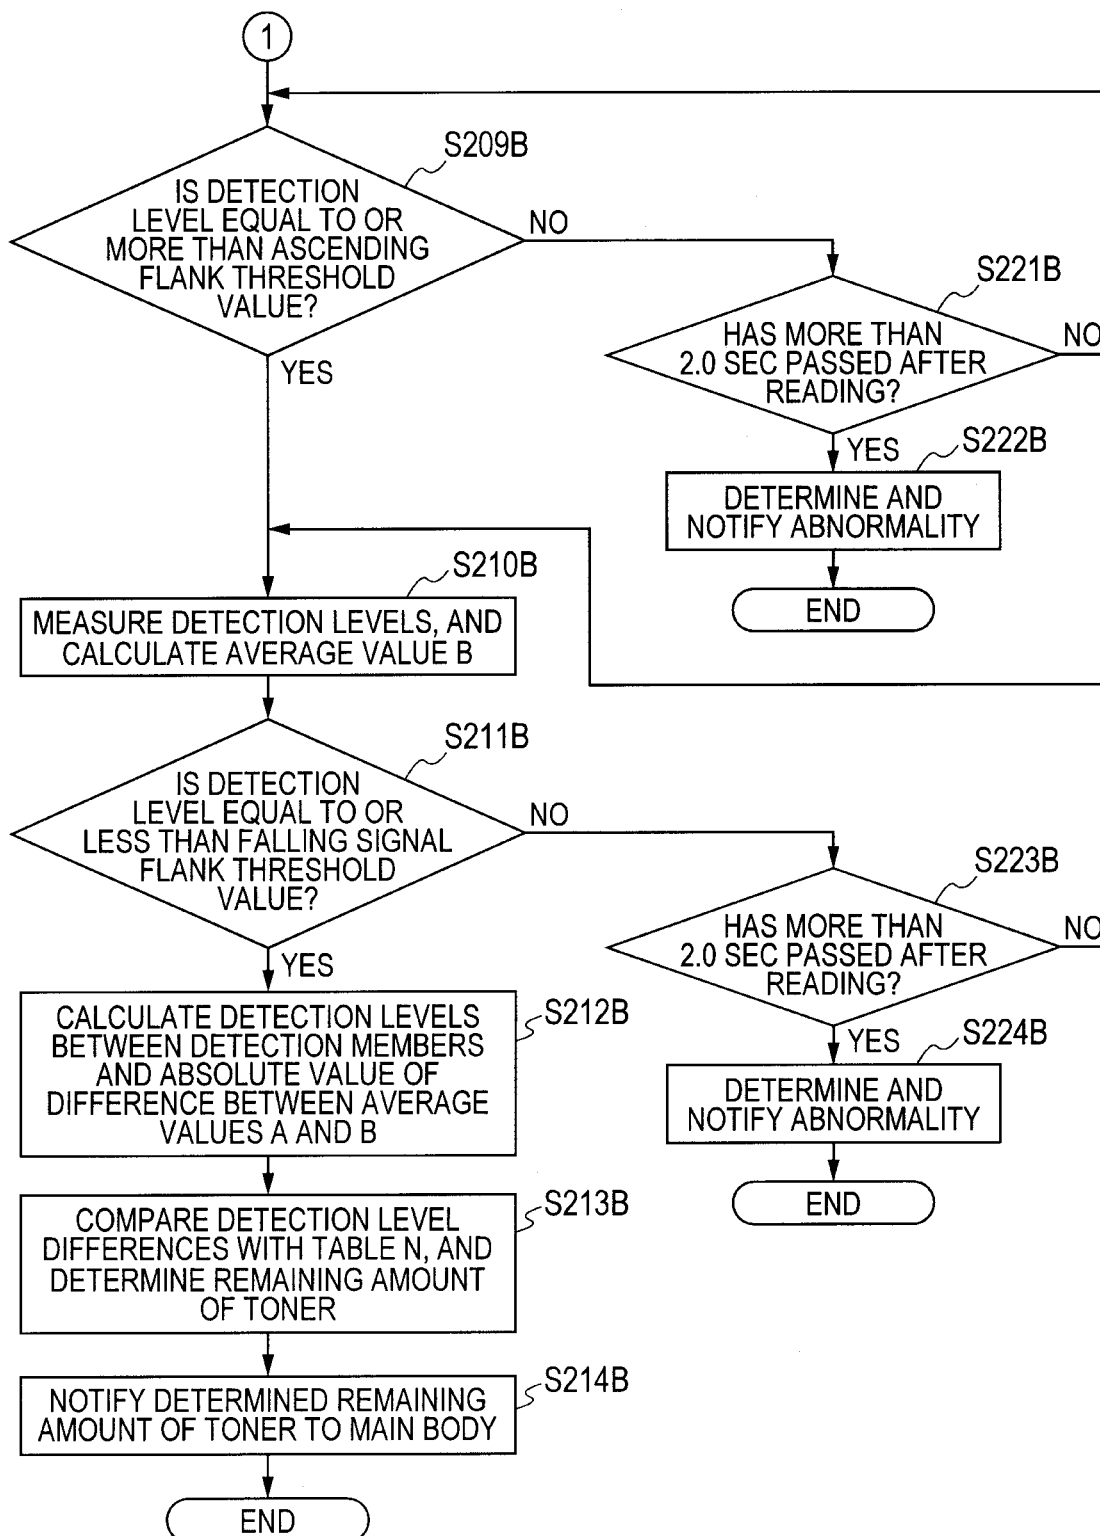 1
S209B
IS DETECTION
LEVEL EQUAL TO OR
MORE THAN ASCENDING
FLANK THRESHOLD
VALUE?
NO
YES
S221B
HAS MORE THAN
2.0 SEC PASSED AFTER
READING?
NO
YES
S222B
DETERMINE AND
NOTIFY ABNORMALITY
END
S210B
MEASURE DETECTION LEVELS, AND
CALCULATE AVERAGE VALUE B
S211B
IS DETECTION
LEVEL EQUAL TO OR
LESS THAN FALLING SIGNAL
FLANK THRESHOLD
VALUE?
NO
YES
S223B
HAS MORE THAN
2.0 SEC PASSED AFTER
READING?
NO
YES
S224B
DETERMINE AND
NOTIFY ABNORMALITY
END
S212B
CALCULATE DETECTION LEVELS
BETWEEN DETECTION MEMBERS
AND ABSOLUTE VALUE OF
DIFFERENCE BETWEEN AVERAGE
VALUES A AND B
S213B
COMPARE DETECTION LEVEL
DIFFERENCES WITH TABLE N, AND
DETERMINE REMAINING AMOUNT
OF TONER
S214B
NOTIFY DETERMINED REMAINING
AMOUNT OF TONER TO MAIN BODY
END